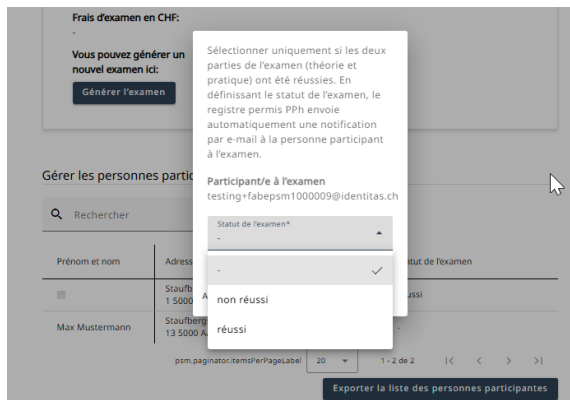 Frais d'examen en CHF:
-
Vous pouvez générer un
nouvel examen ici:
Générer l'examen
Sélectionner uniquement si les deux
parties de l'examen (théorie et
pratique) ont été réussies. En
définissant le statut de l'examen, le
registre permis PPh envoie
automatiquement une notification
par e-mail à la personne participant
à l'examen.
Participant/e à l'examen
testing+fabepsm1000009@identitas.ch
Statut de l'examen*
-
-
non réussi
réussi
A
Gérer les personnes partic
Rechercher
Prénom et nom
Adress
tut de l'examen
Staufb
1 5000
ussi
Max Mustermann
Staufberg
13 5000 A
-
psm.paginator.itemsPerPageLabel 20 1 - 2 de 2
Exporter la liste des personnes participantes